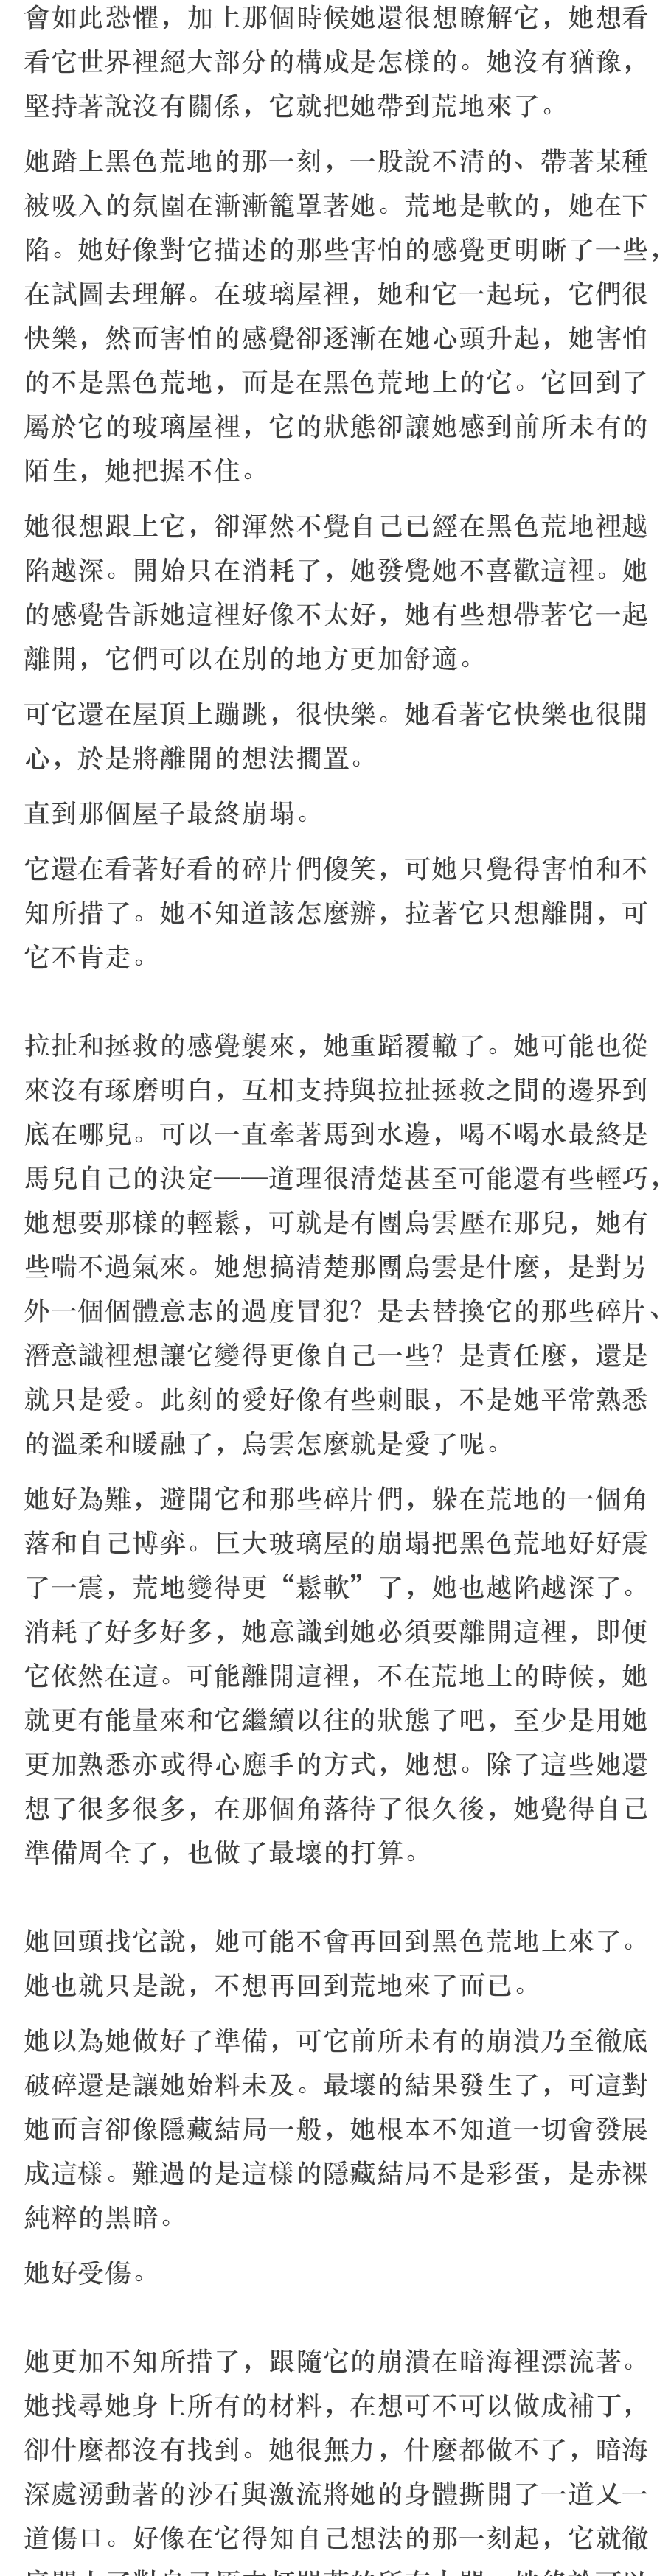 會如此恐懼，加上那個時候她還很想瞭解它，她想看
看它世界裡絕大部分的構成是怎樣的。她沒有猶豫，
堅持著說沒有關係，它就把她帶到荒地來了。
她踏上黑色荒地的那一刻，一股說不清的、帶著某種
被吸入的氛圍在漸漸籠罩著她。荒地是軟的，她在下
陷。她好像對它描述的那些害怕的感覺更明晰了一些，
在試圖去理解。在玻璃屋裡，她和它一起玩，它們很
快樂，然而害怕的感覺卻逐漸在她心頭升起，她害怕
的不是黑色荒地，而是在黑色荒地上的它。它回到了
屬於它的玻璃屋裡，它的狀態卻讓她感到前所未有的
陌生，她把握不住。
她很想跟上它，卻渾然不覺自己已經在黑色荒地裡越
陷越深。開始只在消耗了，她發覺她不喜歡這裡。她
的感覺告訴她這裡好像不太好，她有些想帶著它一起
離開，它們可以在別的地方更加舒適。
可它還在屋頂上蹦跳，很快樂。她看著它快樂也很開
心，於是將離開的想法擱置。
直到那個屋子最終崩塌。
它還在看著好看的碎片們傻笑，可她只覺得害怕和不
知所措了。她不知道該怎麼辦，拉著它只想離開，可
它不肯走。
拉扯和拯救的感覺襲來，她重蹈覆轍了。她可能也從
來沒有琢磨明白，互相支持與拉扯拯救之間的邊界到
底在哪兒。可以一直牽著馬到水邊，喝不喝水最終是
馬兒自己的決定——道理很清楚甚至可能還有些輕巧，
她想要那樣的輕鬆，可就是有團烏雲壓在那兒，她有
些喘不過氣來。她想搞清楚那團烏雲是什麼，是對另
外一個個體意志的過度冒犯？是去替換它的那些碎片、
潛意識裡想讓它變得更像自己一些？是責任麼，還是
就只是愛。此刻的愛好像有些刺眼，不是她平常熟悉
的溫柔和暖融了，烏雲怎麼就是愛了呢。
她好為難，避開它和那些碎片們，躲在荒地的一個角
落和自己博弈。巨大玻璃屋的崩塌把黑色荒地好好震
了一震，荒地變得更“鬆軟”了，她也越陷越深了。
消耗了好多好多，她意識到她必須要離開這裡，即便
它依然在這。可能離開這裡，不在荒地上的時候，她
就更有能量來和它繼續以往的狀態了吧，至少是用她
更加熟悉亦或得心應手的方式，她想。除了這些她還
想了很多很多，在那個角落待了很久後，她覺得自己
準備周全了，也做了最壞的打算。
她回頭找它說，她可能不會再回到黑色荒地上來了。
她也就只是說，不想再回到荒地來了而已。
她以為她做好了準備，可它前所未有的崩潰乃至徹底
破碎還是讓她始料未及。最壞的結果發生了，可這對
她而言卻像隱藏結局一般，她根本不知道一切會發展
成這樣。難過的是這樣的隱藏結局不是彩蛋，是赤裸
純粹的黑暗。
她好受傷。
她更加不知所措了，跟隨它的崩潰在暗海裡漂流著。
她找尋她身上所有的材料，在想可不可以做成補丁，
卻什麼都沒有找到。她很無力，什麼都做不了，暗海
深處湧動著的沙石與激流將她的身體撕開了一道又一
道傷口。好像在它得知自己想法的那一刻起，它就徹